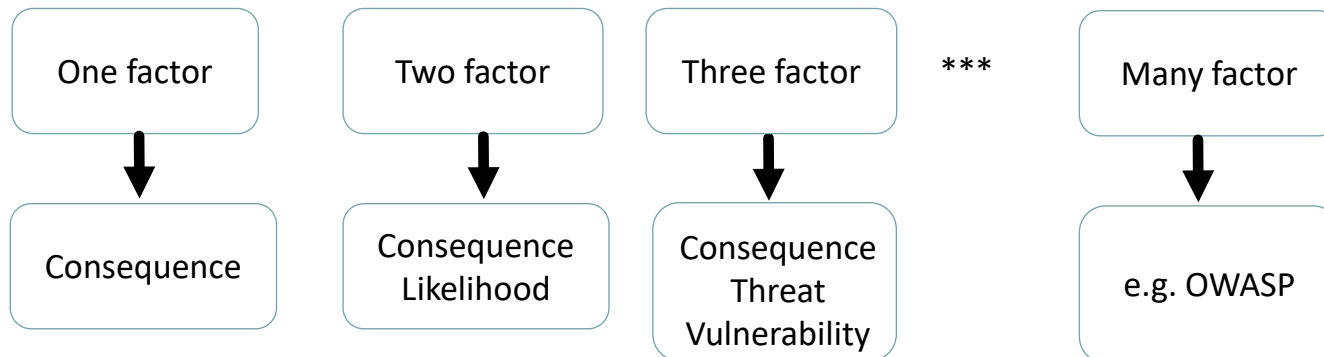 One factor
Two factor
Three factor
***
Many factor
Consequence
Consequence
Likelihood
Consequence
Threat
Vulnerability
e.g. OWASP